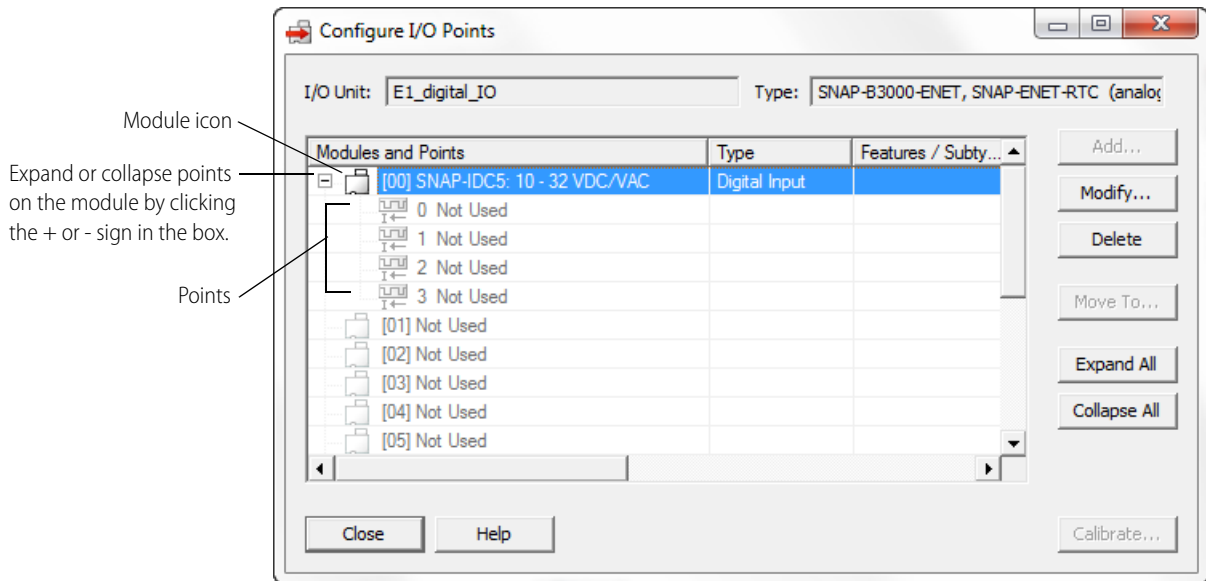 Configure I/O Points
I/O Unit: E1_digital_IO Type: SNAP-B3000-ENET, SNAP-ENET-RTC (analog
Module icon
Expand or collapse points
on the module by clicking
the + or - sign in the box.
Points
Modules and Points Type Features / Subty...
[00] SNAP-IDC5: 10 - 32 VDC/VAC Digital Input
0 Not Used
1 Not Used
2 Not Used
3 Not Used
[01] Not Used
[02] Not Used
[03] Not Used
[04] Not Used
[05] Not Used
Add...
Modify...
Delete
Move To...
Expand All
Collapse All
Close Help Calibrate...